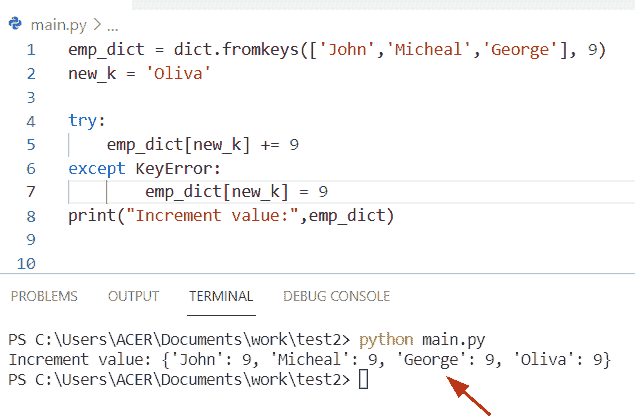 main.py > ...
1 emp_dict = dict.fromkeys(['John','Micheal','George'], 9)
2 new_k = 'Oliva'
3
4 try:
5     emp_dict[new_k] += 9
6 except KeyError:
7         emp_dict[new_k] = 9
8 print("Increment value:",emp_dict)
9
10
PROBLEMS OUTPUT TERMINAL DEBUG CONSOLE
PS C:\Users\ACER\Documents\work\test2> python main.py
Increment value: {'John': 9, 'Micheal': 9, 'George': 9, 'Oliva': 9}
PS C:\Users\ACER\Documents\work\test2>